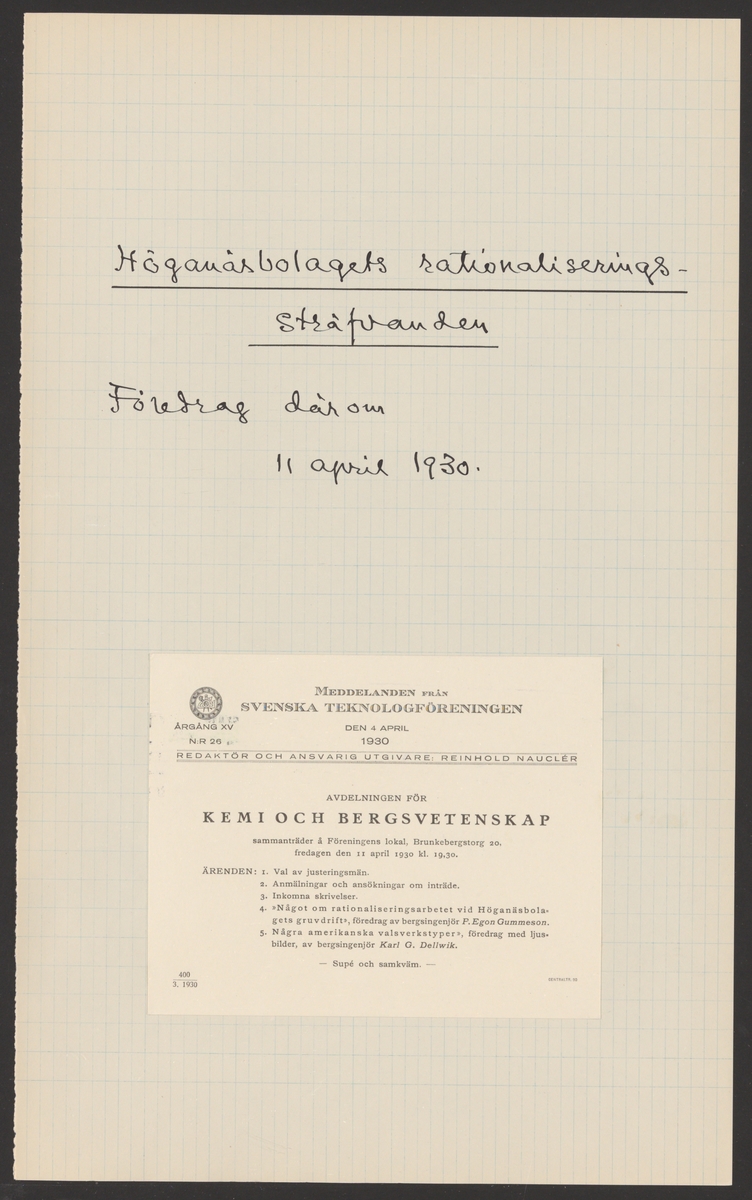 Höganäsbolagets rationaliserings-
sträfvanden
Föredrag därom
11 april 1930.
MEDDELANDEN FRÅN
SVENSKA TEKNOLOGFÖRENINGEN
ÅRGÅNG XV
DEN 4 APRIL
N:R 26
1930
REDAKTÖR OCH ANSVARIG UTGIVARE: REINHOLD NAUCLÉR
AVDELNINGEN FÖR
KEMI OCH BERGSVETENSKAP
sammanträder å Föreningens lokal, Brunkebergstorg 20.
fredagen den 11 april 1930 kl. 19,30.
ÄRENDEN: 1. Val av justeringsmän.
2. Anmälningar och ansökningar om inträde.
3. Inkomna skrivelser.
4. »Något om rationaliseringsarbetet vid Höganäsbola-
gets gruvdrift», föredrag av bergsingenjör P. Egon Gummeson.
5. Några amerikanska valsverkstyper», föredrag med ljus-
bilder, av bergsingenjör Karl G. Dellwik.
— Supé och samkväm. —
400
3. 1930